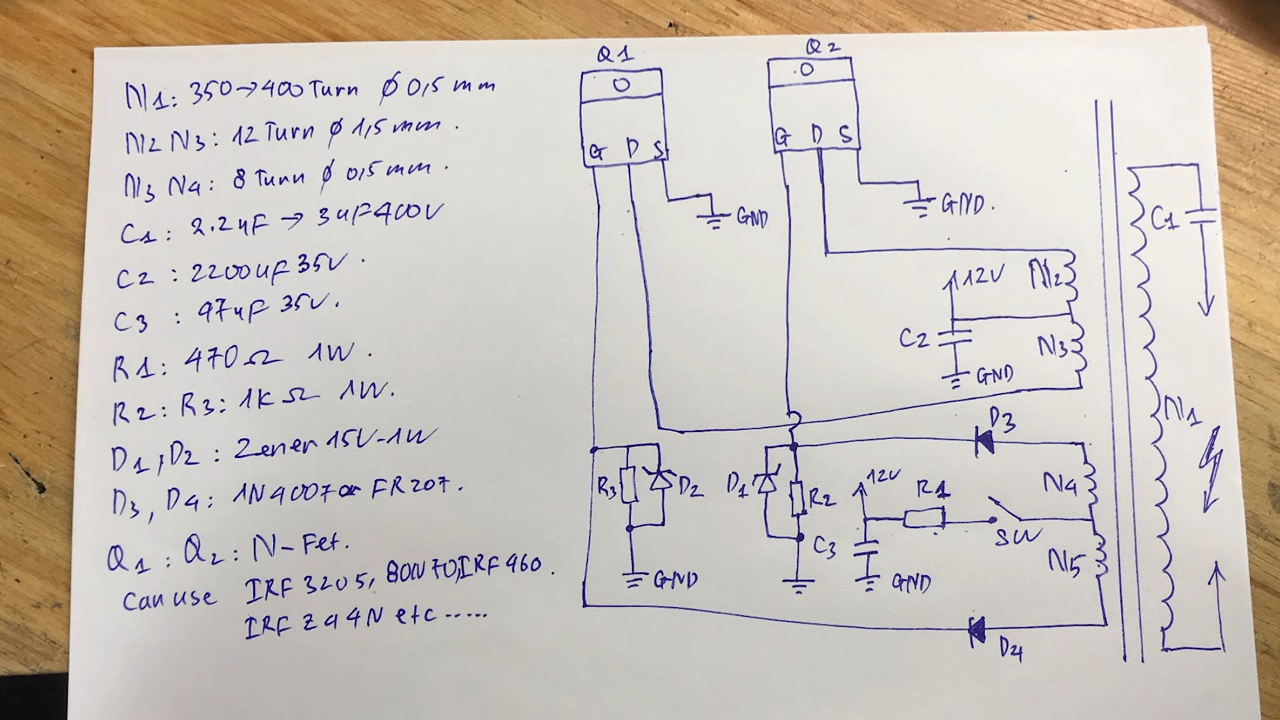 N1: 350→400 Turn ϕ 0,5 mm
N2 N3: 12 Turn ϕ 1,5 mm.
N3 N4: 8 Turn ϕ 0,5 mm.
C1: 2.2uF → 3uF 400V
C2: 2200uF 35V.
C3: 47uF 35V.
R1: 470Ω 1W.
R2: R3: 1KΩ 1W.
D1, D2: Zener 15V-1W
D3, D4: 1N4007 or FR207.
Q1: Q2: N-Fet.
Can use IRF 3205, 80N70, IRF 460.
IRF Z44N etc.....
Q1
G D S
GND
Q2
G D S
GND.
12V
C2
GND
N2
N3
C1
N1
D3
R3
D2
GND
D1
R2
12V
C3
GND
R1
SW
N4
N5
D4